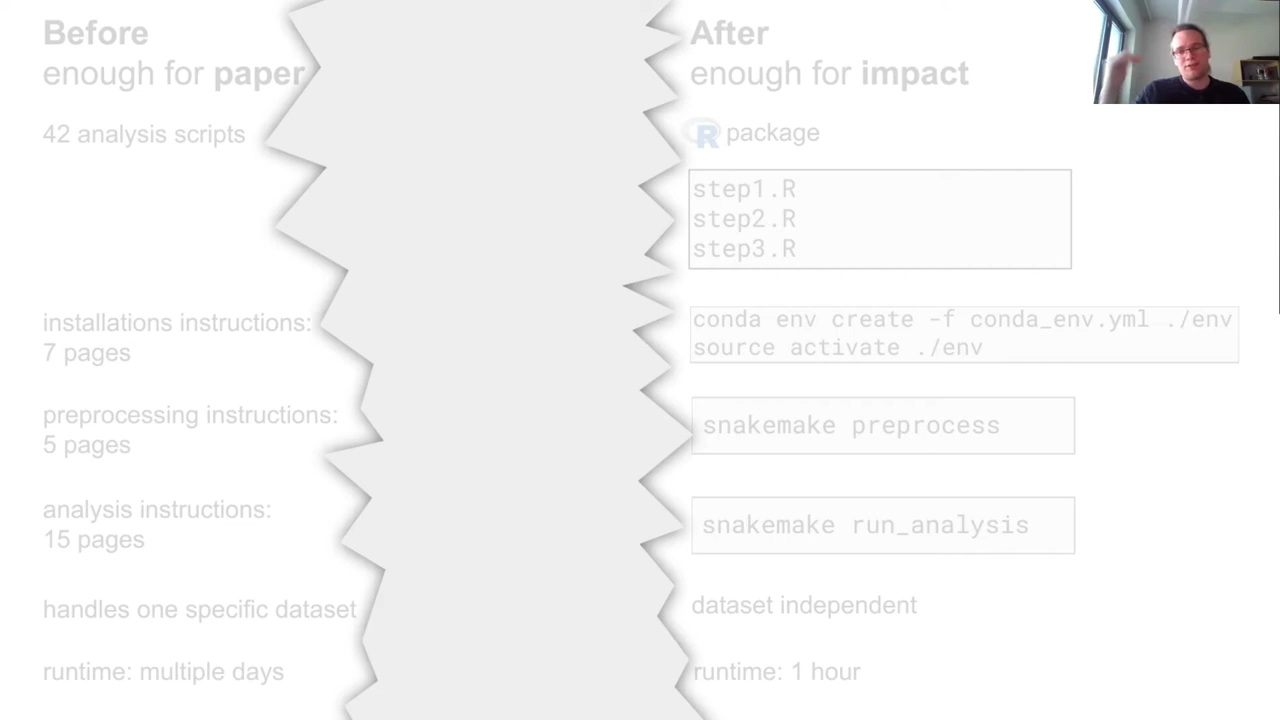 Before
enough for paper
42 analysis scripts
installations instructions:
7 pages
preprocessing instructions:
5 pages
analysis instructions:
15 pages
handles one specific dataset
runtime: multiple days
After
enough for impact
R package
step1.R
step2.R
step3.R
conda env create -f conda_env.yml ./env
source activate ./env
snakemake preprocess
snakemake run_analysis
dataset independent
runtime: 1 hour